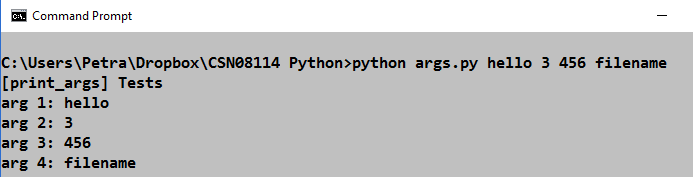 Command Prompt
C:\Users\Petra\Dropbox\CSN08114 Python>python args.py hello 3 456 filename
[print_args] Tests
arg 1: hello
arg 2: 3
arg 3: 456
arg 4: filename